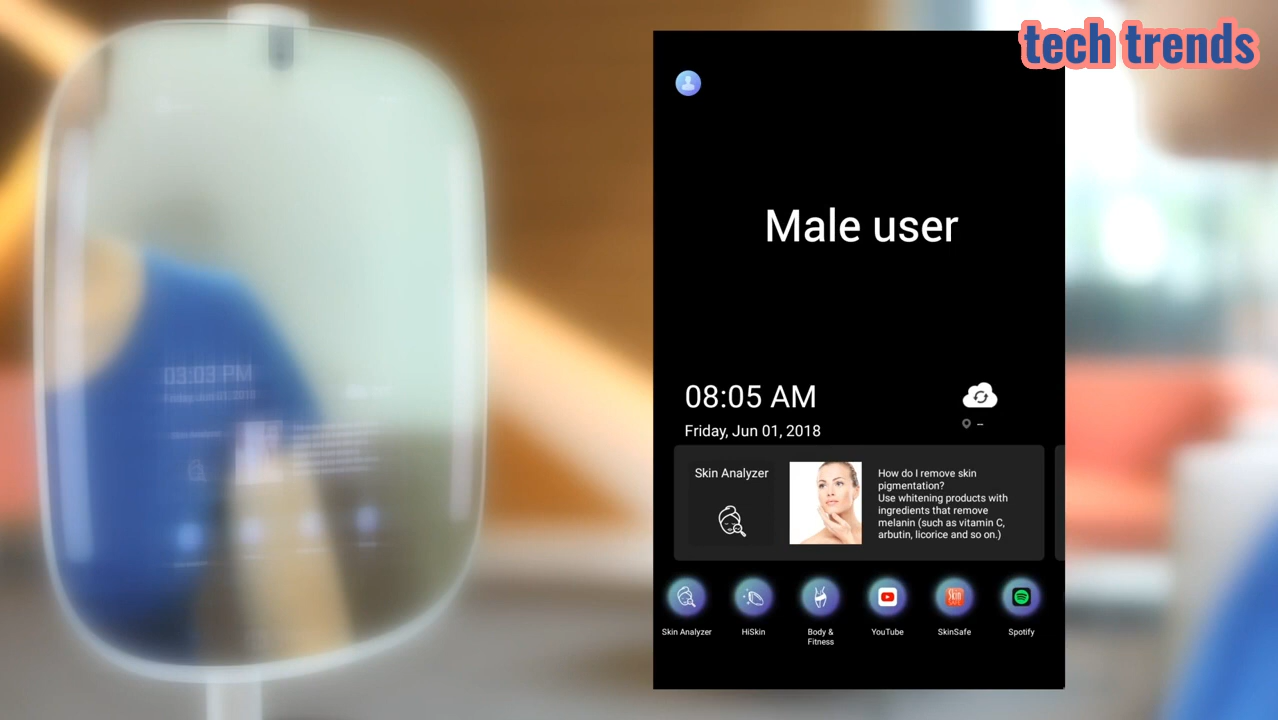 tech trends
Male user
03:03 PM
08:05 AM
Friday, Jun 01, 2018
--
Skin Analyzer
How do I remove skin
pigmentation?
Use whitening products with
ingredients that remove
melanin (such as vitamin C,
arbutin, licorice and so on.)
Skin Analyzer
HiSkin
Body &
Fitness
YouTube
Skin
SkinSafe
Spotify